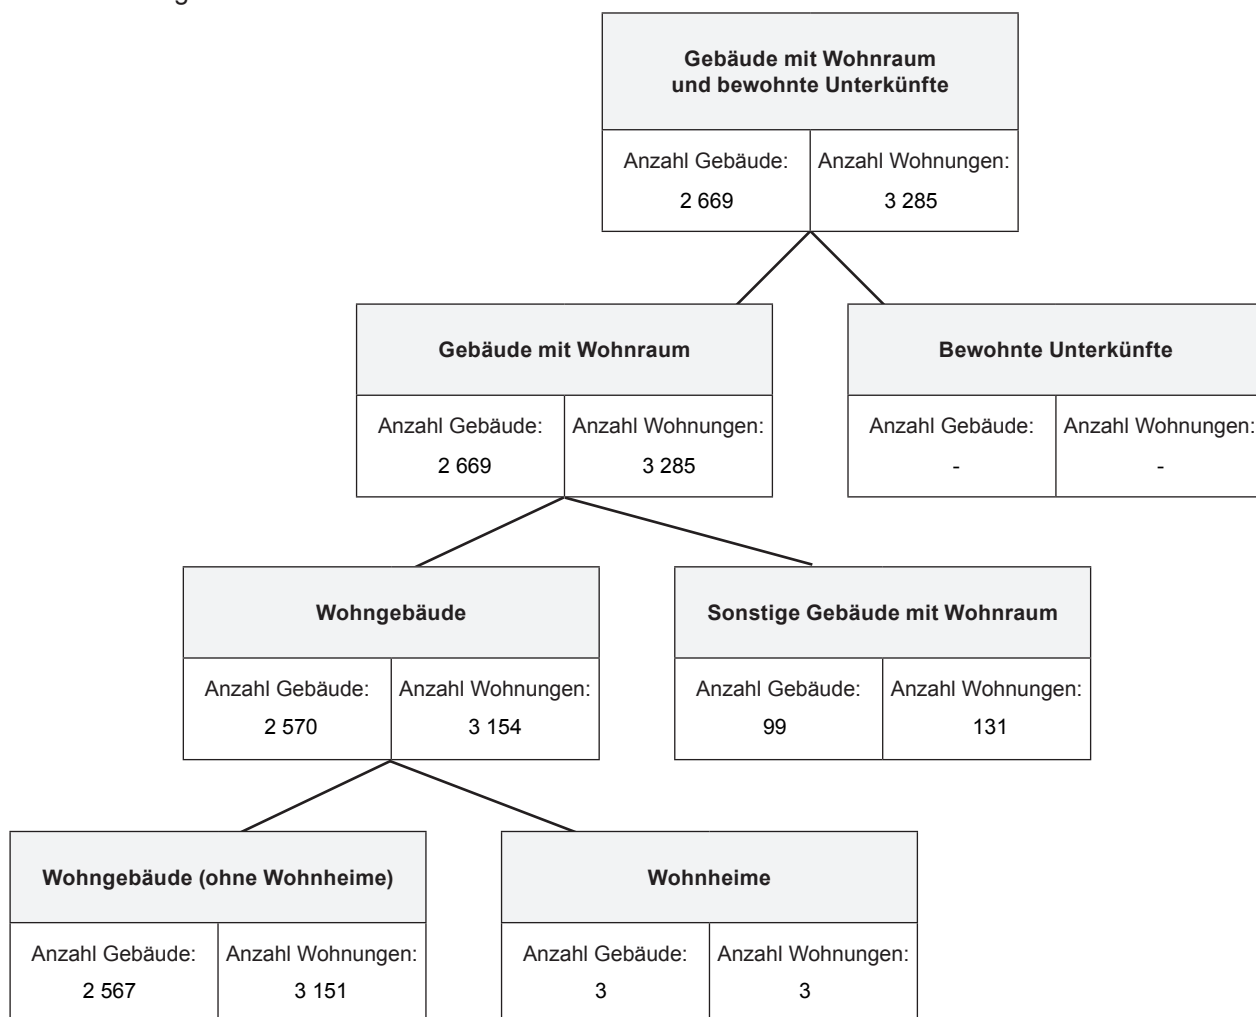 Gebäude mit Wohnraum
und bewohnte Unterkünfte
Anzahl Gebäude: Anzahl Wohnungen:
2 669 3 285
Gebäude mit Wohnraum
Anzahl Gebäude: Anzahl Wohnungen:
2 669 3 285
Bewohnte Unterkünfte
Anzahl Gebäude: Anzahl Wohnungen:
- -
Wohngebäude
Anzahl Gebäude: Anzahl Wohnungen:
2 570 3 154
Sonstige Gebäude mit Wohnraum
Anzahl Gebäude: Anzahl Wohnungen:
99 131
Wohngebäude (ohne Wohnheime)
Anzahl Gebäude: Anzahl Wohnungen:
2 567 3 151
Wohnheime
Anzahl Gebäude: Anzahl Wohnungen:
3 3